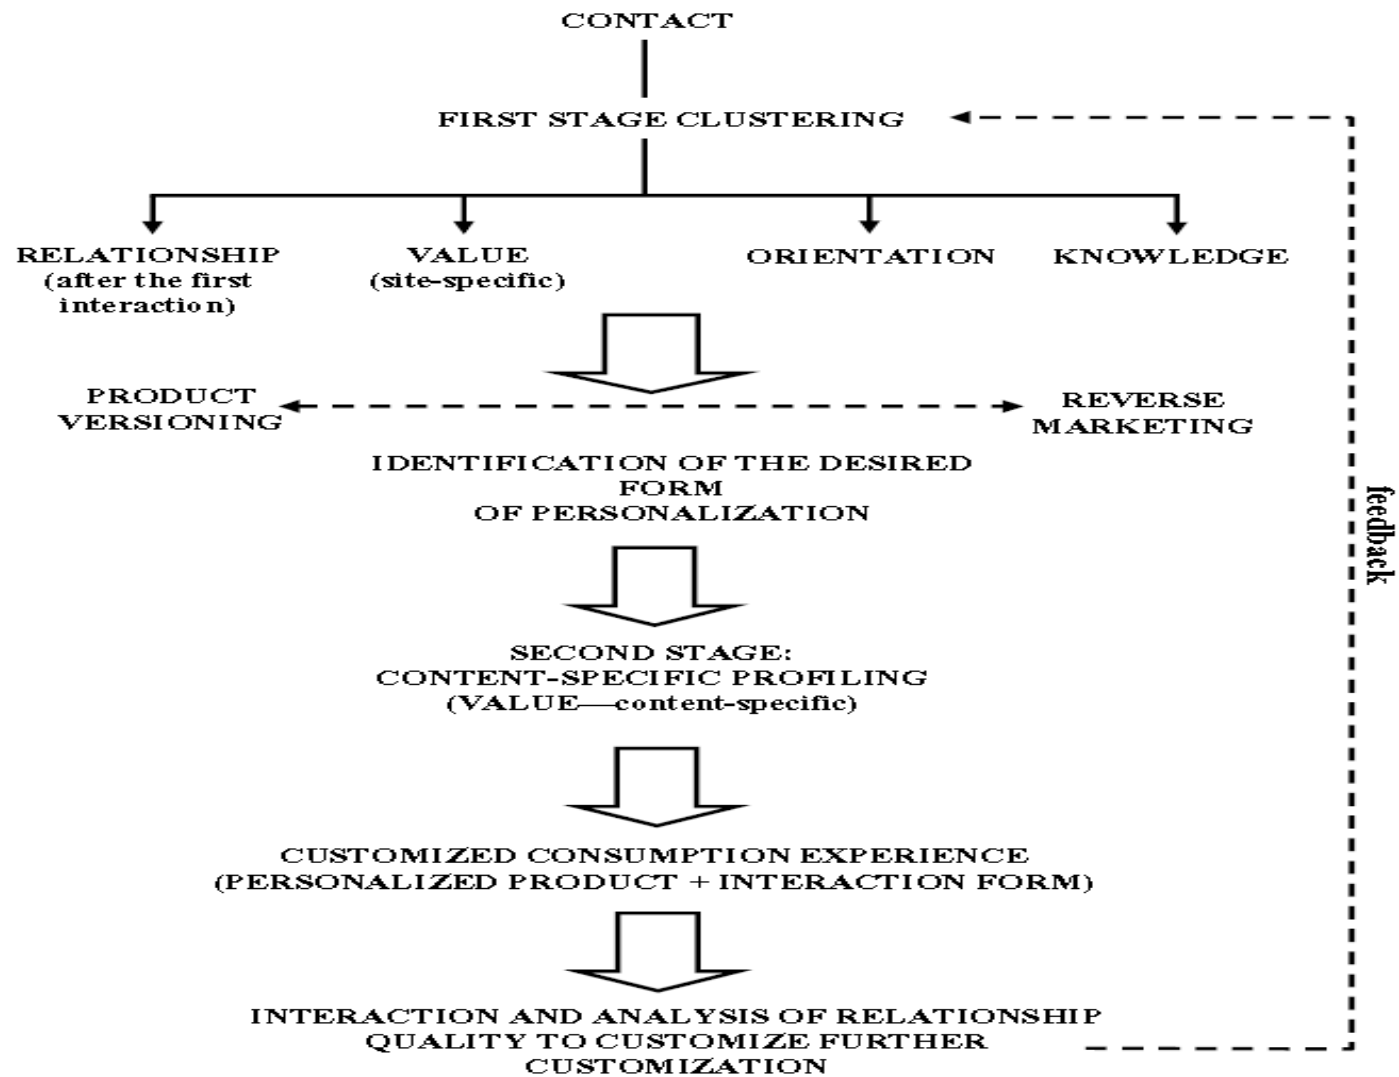 CONTACT
FIRST STAGE CLUSTERING
RELATIONSHIP
(after the first
interaction)
VALUE
(site-specific)
ORIENTATION
KNOWLEDGE
PRODUCT
VERSIONING
REVERSE
MARKETING
IDENTIFICATION OF THE DESIRED
FORM
OF PERSONALIZATION
feedback
SECOND STAGE:
CONTENT-SPECIFIC PROFILING
(VALUE—content-specific)
CUSTOMIZED CONSUMPTION EXPERIENCE
(PERSONALIZED PRODUCT + INTERACTION FORM)
INTERACTION AND ANALYSIS OF RELATIONSHIP
QUALITY TO CUSTOMIZE FURTHER
CUSTOMIZATION